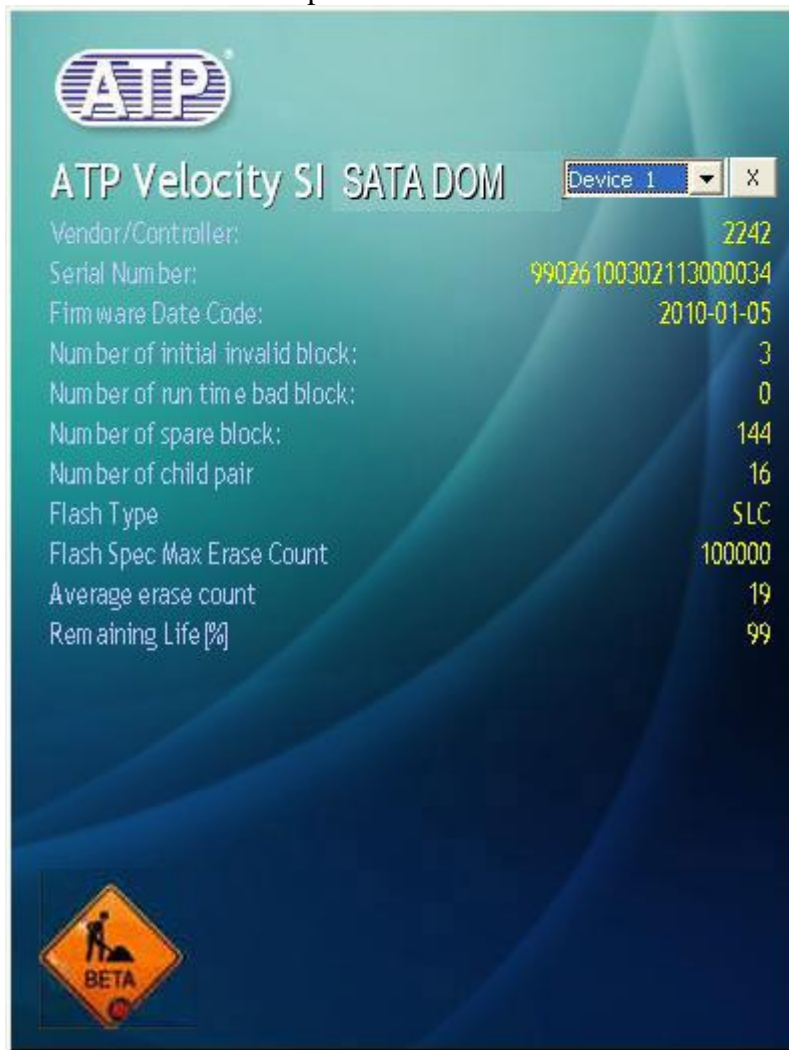 ATP®
ATP Velocity SI SATA DOM Device 1 X
Vendor/Controller: 2242
Serial Number: 99026100302113000034
Firmware Date Code: 2010-01-05
Number of initial invalid block: 3
Number of run time bad block: 0
Number of spare block: 144
Number of child pair 16
Flash Type SLC
Flash Spec Max Erase Count 100000
Average erase count 19
Remaining Life[%] 99
BETA